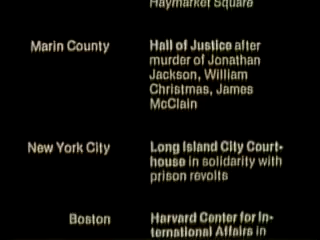 Haymarket Square
Marin County
Hall of Justice after
murder of Jonathan
Jackson, William
Christmas, James
McClain
New York City
Long Island City Court-
house in solidarity with
prison revolts
Boston
Harvard Center for In-
ternational Affairs in